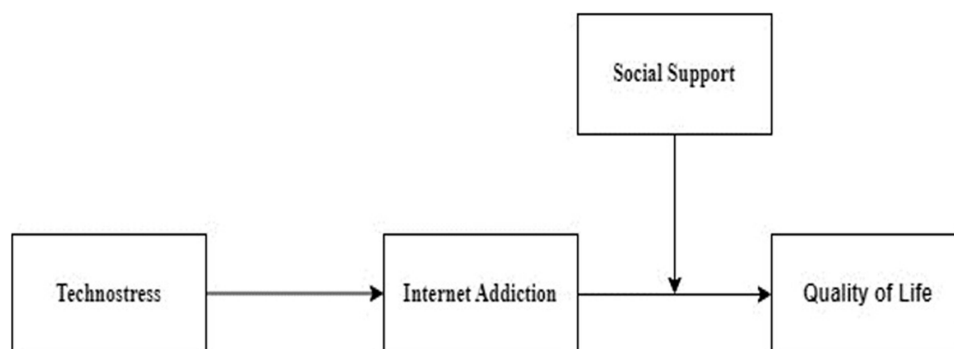 Social Support
Technostress
Internet Addiction
Quality of Life